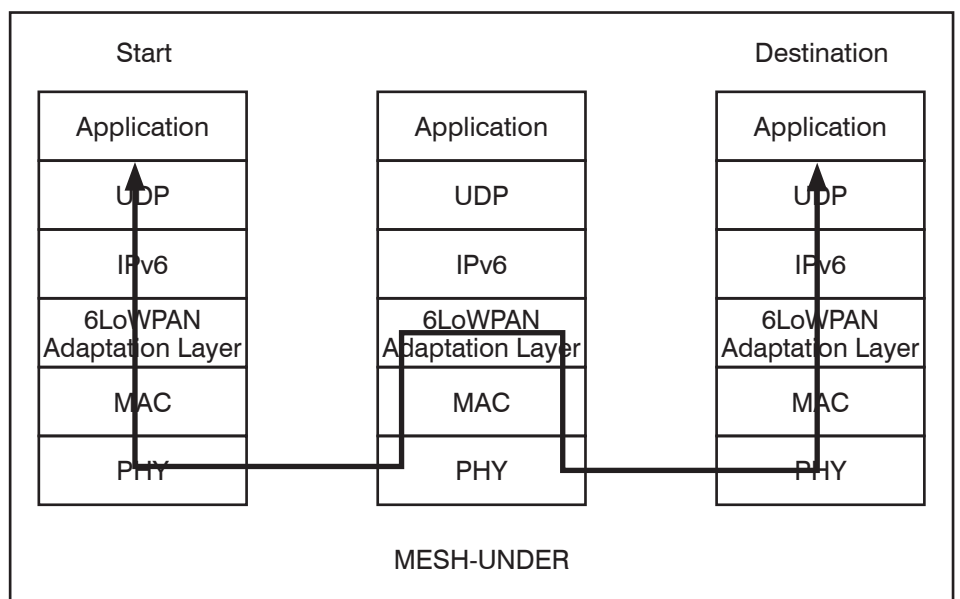 Start
Destination
Application
Application
Application
UDP
UDP
UDP
IPv6
IPv6
IPv6
6LoWPAN
Adaptation Layer
6LoWPAN
Adaptation Layer
6LoWPAN
Adaptation Layer
MAC
MAC
MAC
PHY
PHY
PHY
MESH-UNDER